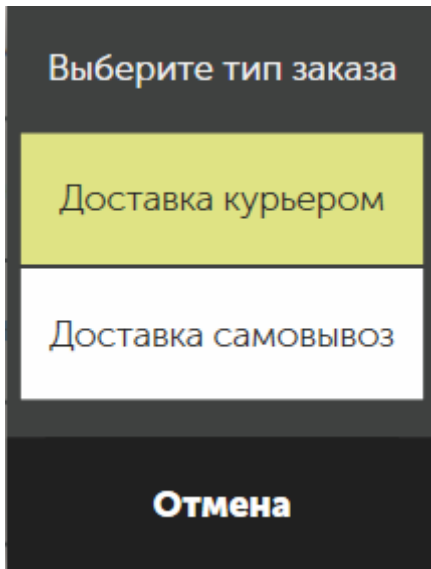 Выберите тип заказа
Доставка курьером
Доставка самовывоз
Отмена